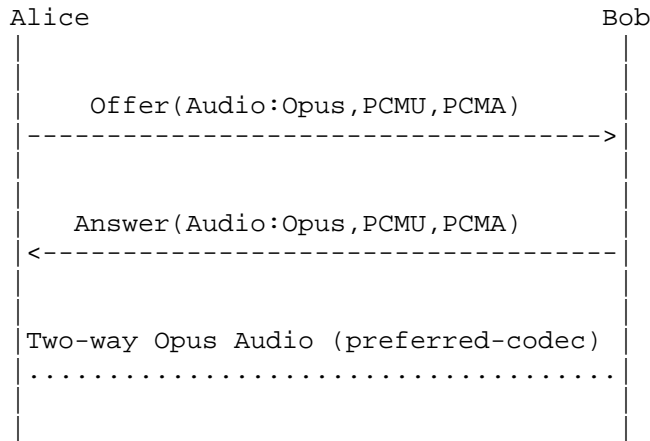 Alice Bob
Offer(Audio:Opus,PCMU,PCMA)
Answer(Audio:Opus,PCMU,PCMA)
Two-way Opus Audio (preferred-codec)